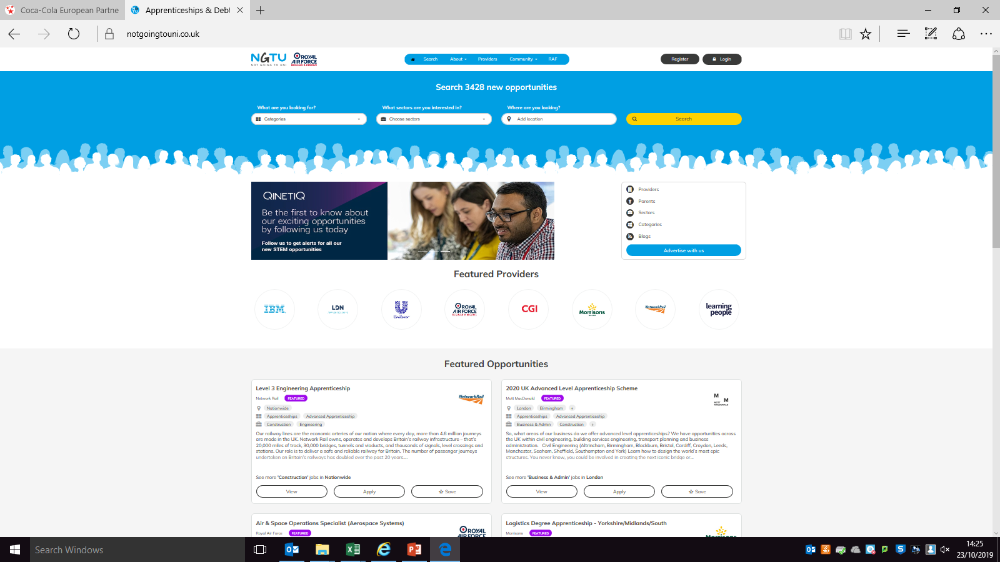 Coca-Cola European Partne
Apprenticeships & Deb
notgoingtouni.co.uk
NGTU
NOT GOING TO UNI
ROYAL
AIR FORCE
REGULAR & RESERVE
Search About Providers Community RAF
Register Login
Search 3428 new opportunities
What are you looking for? What sectors are you interested in? Where are you looking?
Categories Choose sectors Add location Search
QINETIQ
Be the first to know about
our exciting opportunities
by following us today
Follow us to get alerts for all our
new STEM opportunities
Providers
Parents
Sectors
Categories
Blogs
Advertise with us
Featured Providers
IBM
LDN
Unilever
ROYAL
AIR FORCE
REGULAR & RESERVE
CGI
Morrisons
NetworkRail
learning
people
Featured Opportunities
Level 3 Engineering Apprenticeship
Network Rail FEATURED
NetworkRail
Nationwide
Apprenticeships Advanced Apprenticeship
Construction Engineering
Our railway lines are the economic arteries of our nation where every day, more than 4.6 million journeys
are made in the UK. Network Rail owns, operates and develops Britain's railway infrastructure – that's
20,000 miles of track, 30,000 bridges, tunnels and viaducts, and thousands of signals, level crossings and
stations. Our role is to deliver a safe and reliable railway for Britain. The number of passenger journeys
undertaken on Britain's railways has doubled over the past 20 years....
See more 'Construction' jobs in Nationwide
View Apply Save
2020 UK Advanced Level Apprenticeship Scheme
Mott MacDonald FEATURED
M
M
MOTT
MACDONALD
London Birmingham +
Apprenticeships Advanced Apprenticeship
Business & Admin Construction +
So, what areas of our business do we offer advanced level apprenticeships? We have opportunities across
the UK within civil engineering, building services engineering, transport planning and business
administration. Civil Engineering (Altrincham, Birmingham, Blackburn, Bristol, Cardiff, Croydon, Leeds,
Manchester, Seaham, Sheffield, Southampton and York) Learn how to design the world's most epic
structures. You never know, you could be involved in creating the next iconic bridge or...
See more 'Business & Admin' jobs in London
View Apply Save
Air & Space Operations Specialist (Aerospace Systems)
Royal Air Force FEATURED
ROYAL
AIR FORCE
Logistics Degree Apprenticeship - Yorkshire/Midlands/South
Morrisons FEATURED
Morrisons
Search Windows
14:25
23/10/2019